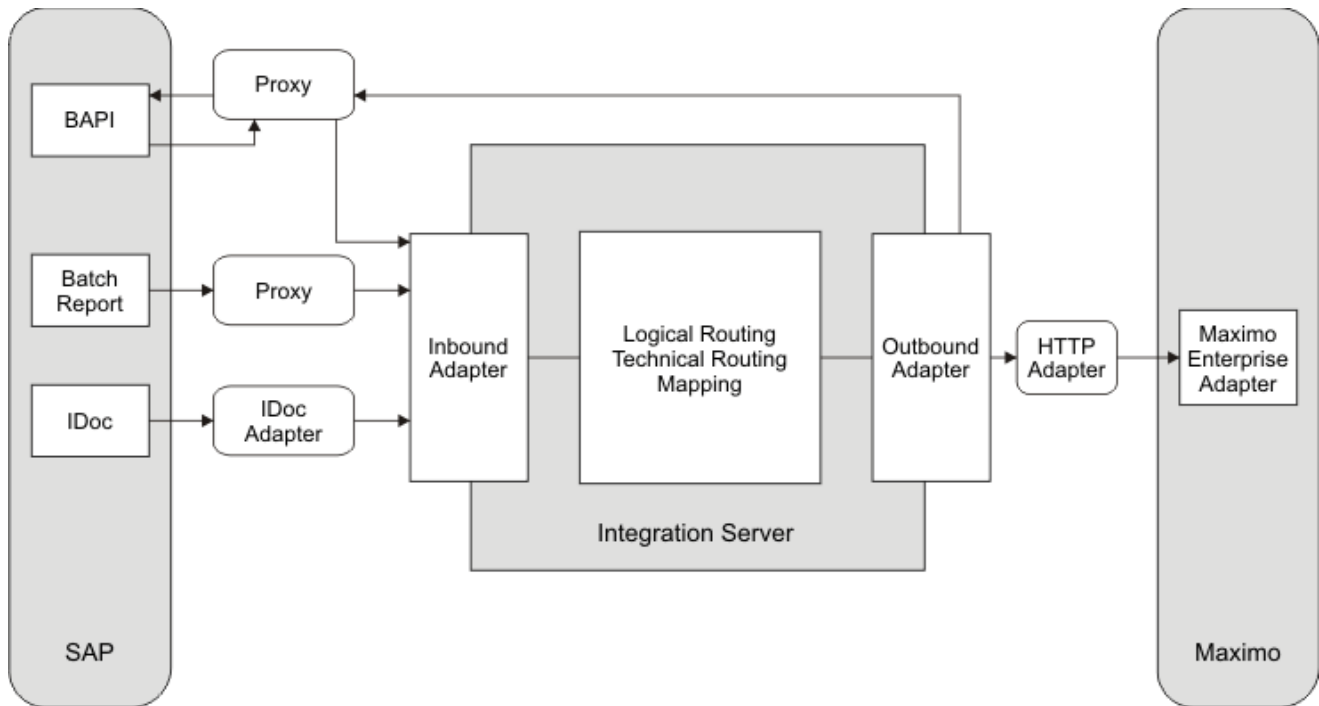 Proxy
BAPI
Batch
Report
Proxy
IDoc
IDoc
Adapter
Inbound
Adapter
Logical Routing
Technical Routing
Mapping
Outbound
Adapter
HTTP
Adapter
Maximo
Enterprise
Adapter
Integration Server
SAP
Maximo